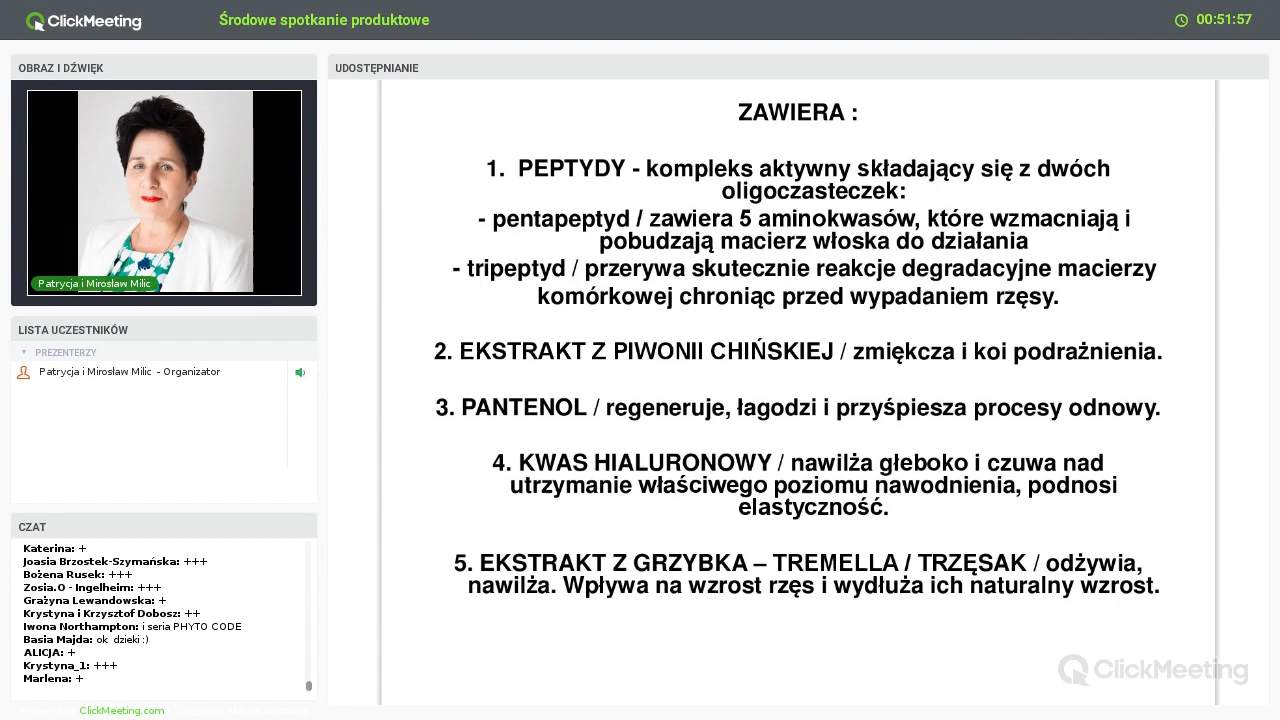 ClickMeeting
Środowe spotkanie produktowe
00:51:57
OBRAZ I DŹWIĘK
Patrycja i Mirosław Milic
LISTA UCZESTNIKÓW
PREZENTERZY
Patrycja i Mirosław Milic - Organizator
CZAT
Katerina: +
Joasia Brzostek-Szymańska: +++
Bożena Rusek: +++
Zosia.O - Ingelheim: +++
Grażyna Lewandowska: +
Krystyna i Krzysztof Dobosz: ++
Iwona Northampton: i seria PHYTO CODE
Basia Majda: ok dzieki :)
ALICJA: +
Krystyna_1: +++
Marlena: +
ClickMeeting.com
UDOSTĘPNIANIE
ZAWIERA :
1. PEPTYDY - kompleks aktywny składający się z dwóch
oligoczasteczek:
- pentapeptyd / zawiera 5 aminokwasów, które wzmacniają i
pobudzają macierz włoska do działania
- tripeptyd / przerywa skutecznie reakcje degradacyjne macierzy
komórkowej chroniąc przed wypadaniem rzęsy.
2. EKSTRAKT Z PIWONII CHIŃSKIEJ / zmiękcza i koi podrażnienia.
3. PANTENOL / regeneruje, łagodzi i przyśpiesza procesy odnowy.
4. KWAS HIALURONOWY / nawilża głeboko i czuwa nad
utrzymanie właściwego poziomu nawodnienia, podnosi
elastyczność.
5. EKSTRAKT Z GRZYBKA – TREMELLA / TRZĘSAK / odżywia,
nawilża. Wpływa na wzrost rzęs i wydłuża ich naturalny wzrost.
ClickMeeting